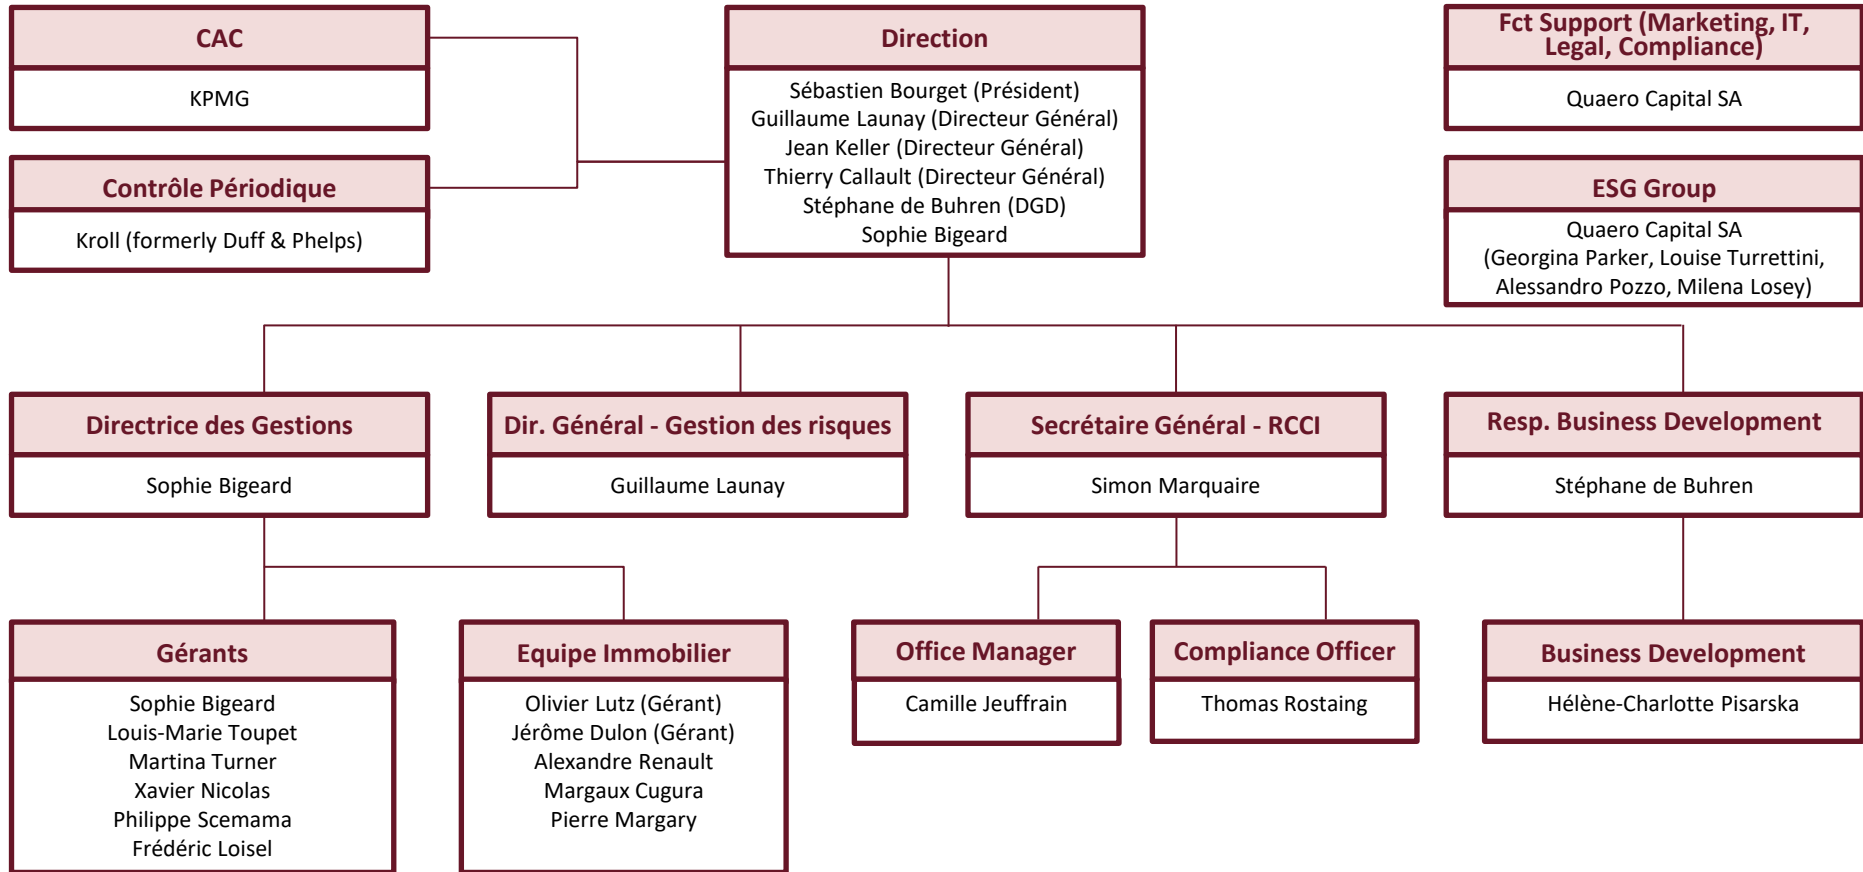 CAC
KPMG
Contrôle Périodique
Kroll (formerly Duff & Phelps)
Direction
Sébastien Bourget (Président)
Guillaume Launay (Directeur Général)
Jean Keller (Directeur Général)
Thierry Callault (Directeur Général)
Stéphane de Buhren (DGD)
Sophie Bigeard
Fct Support (Marketing, IT,
Legal, Compliance)
Quaero Capital SA
ESG Group
Quaero Capital SA
(Georgina Parker, Louise Turrettini,
Alessandro Pozzo, Milena Losey)
Directrice des Gestions
Sophie Bigeard
Dir. Général - Gestion des risques
Guillaume Launay
Secrétaire Général - RCCI
Simon Marquaire
Resp. Business Development
Stéphane de Buhren
Gérants
Sophie Bigeard
Louis-Marie Toupet
Martina Turner
Xavier Nicolas
Philippe Scemama
Frédéric Loisel
Equipe Immobilier
Olivier Lutz (Gérant)
Jérôme Dulon (Gérant)
Alexandre Renault
Margaux Cugura
Pierre Margary
Office Manager
Camille Jeuffrain
Compliance Officer
Thomas Rostaing
Business Development
Hélène-Charlotte Pisarska